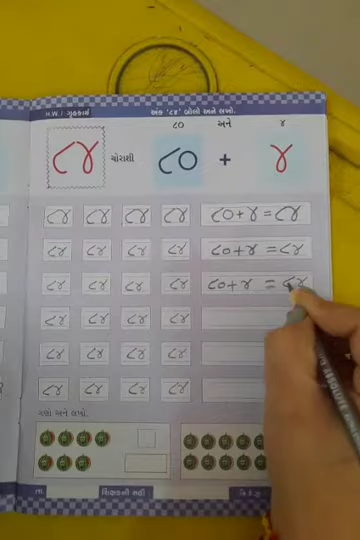 H.W./ ગૃહકાર્ય અંક '૮૪' બોલો અને લખો.
૮૦ અને ૪
૮૪ ચોરાશી ૮૦ + ૪
૮૪ ૮૪ ૮૪ ૮૪ ૮૦+૪=૮૪
૮૪ ૮૪ ૮૪ ૮૪ ૮૦+૪=૮૪
૮૪ ૮૪ ૮૪ ૮૪ ૮૦+૪=૮૪
૮૪ ૮૪ ૮૪ ૮૪
૮૪ ૮૪ ૮૪ ૮૪
૮૪ ૮૪ ૮૪ ૮૪
ગણો અને લખો.
તા. શિક્ષકની સહી